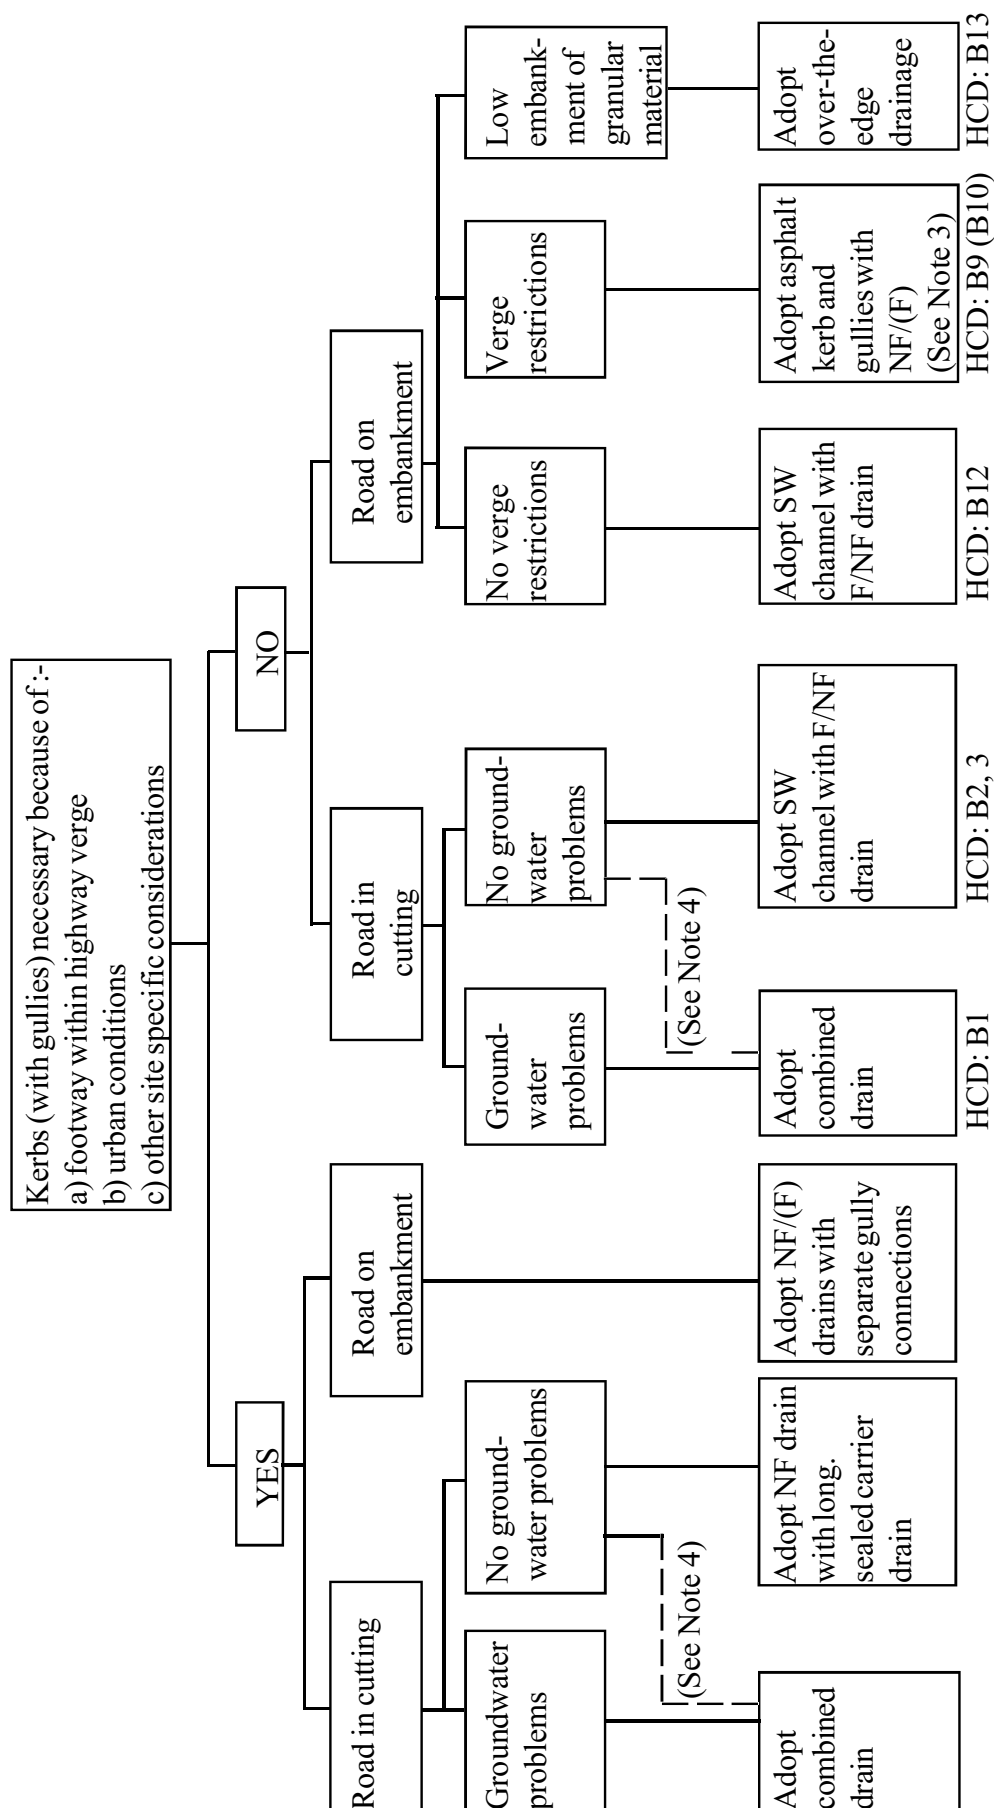 Kerbs (with gullies) necessary because of :-
a) footway within highway verge
b) urban conditions
c) other site specific considerations
YES
NO
Road in cutting
Road on
embankment
Road in
cutting
Road on
embankment
Groundwater
problems
No ground-
water problems
Ground-
water
problems
No ground-
water
problems
No verge
restrictions
Verge
restrictions
Low
embank-
ment of
granular
material
(See Note 4)
(See Note 4)
Adopt
combined
drain
Adopt NF drain
with long.
sealed carrier
drain
Adopt NF/(F)
drains with
separate gully
connections
Adopt
combined
drain
Adopt SW
channel with F/NF
drain
Adopt SW
channel with
F/NF drain
Adopt asphalt
kerb and
gullies with
NF/(F)
(See Note 3)
Adopt
over-the-
edge
drainage
HCD: B1
HCD: B2, 3
HCD: B12
HCD: B9 (B10)
HCD: B13